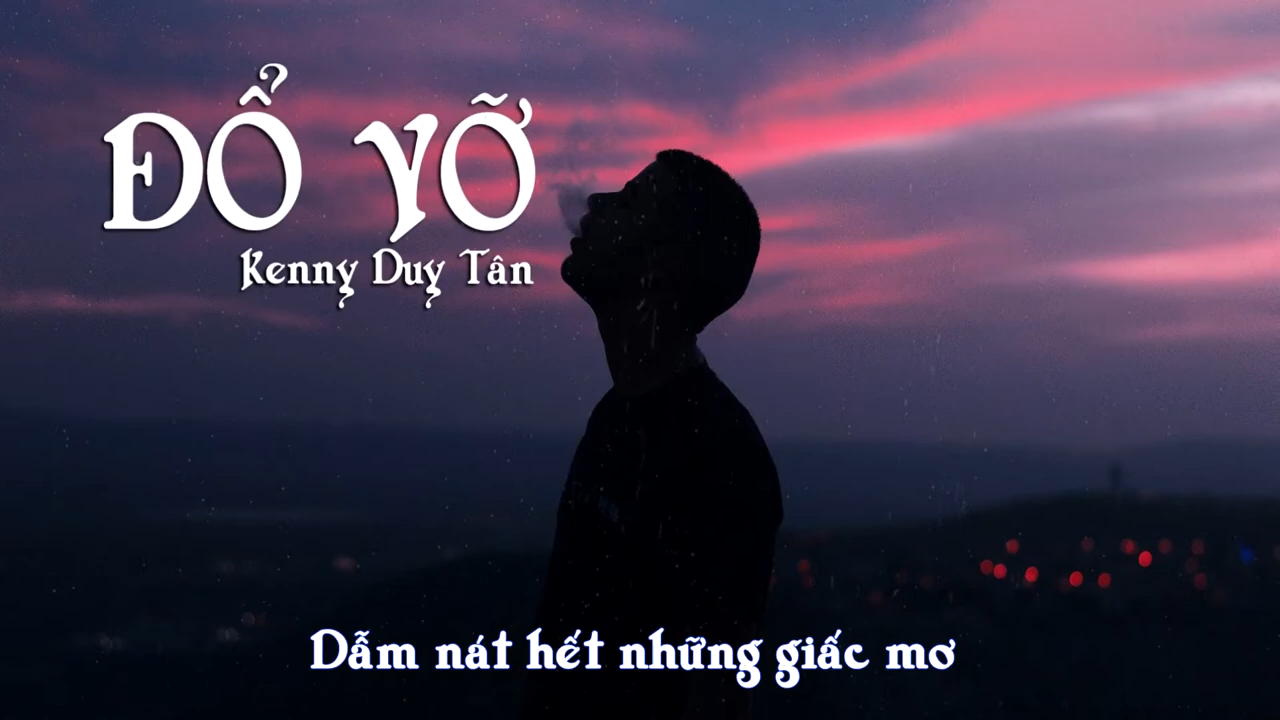 ĐỔ VỠ
Kenny Duy Tân
Dẫm nát hết những giấc mơ